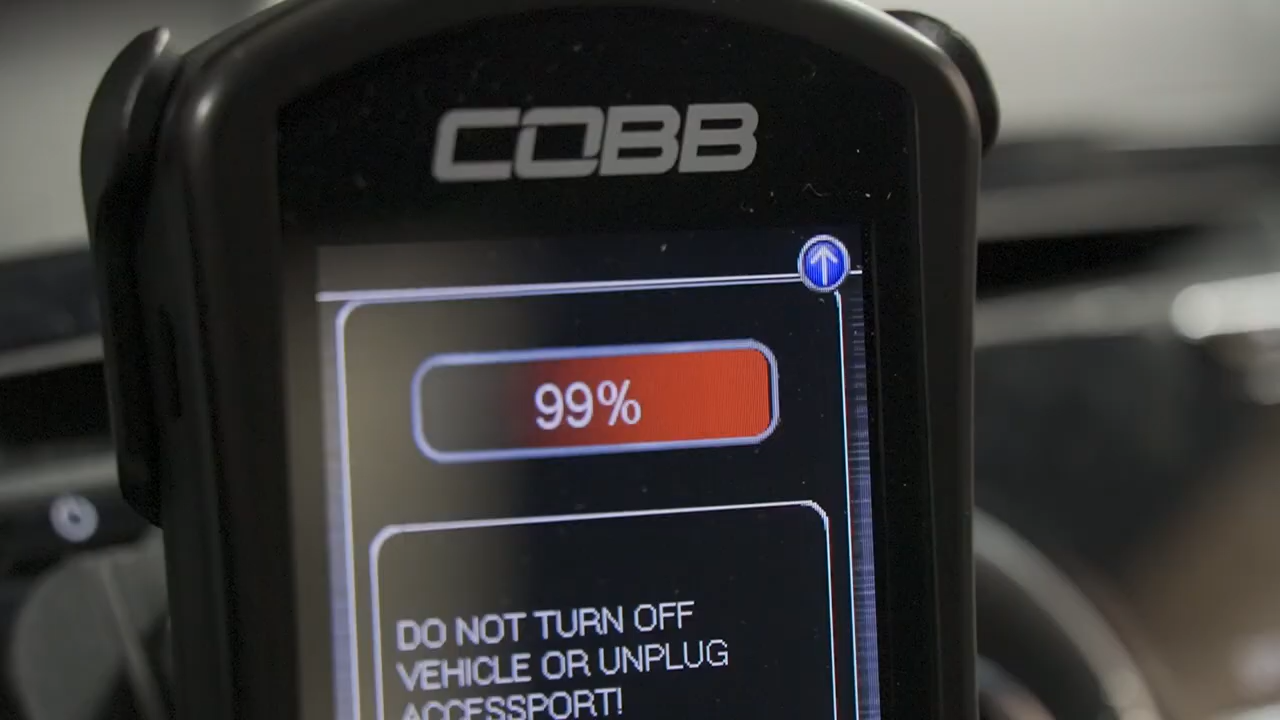 COBB
99%
DO NOT TURN OFF
VEHICLE OR UNPLUG
ACCESSPORT!